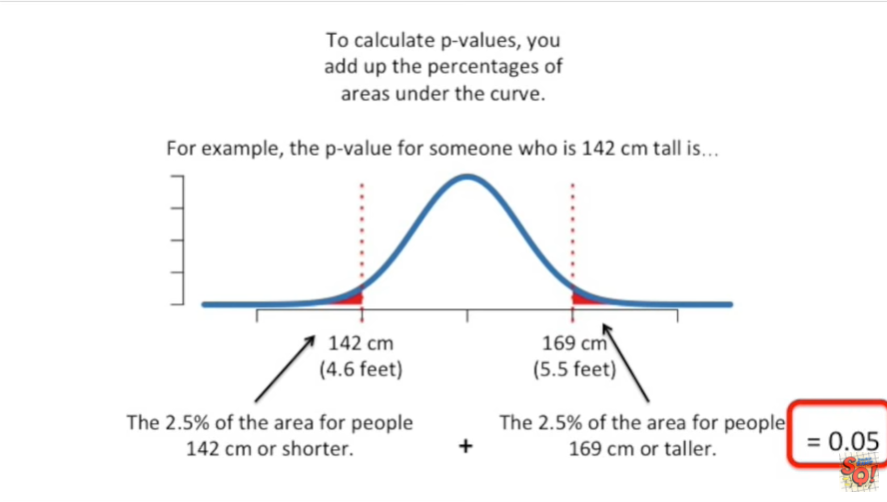 To calculate p-values, you
add up the percentages of
areas under the curve.
For example, the p-value for someone who is 142 cm tall is...
142 cm
(4.6 feet)
169 cm
(5.5 feet)
The 2.5% of the area for people
142 cm or shorter.
+
The 2.5% of the area for people
169 cm or taller.
= 0.05
SQ!